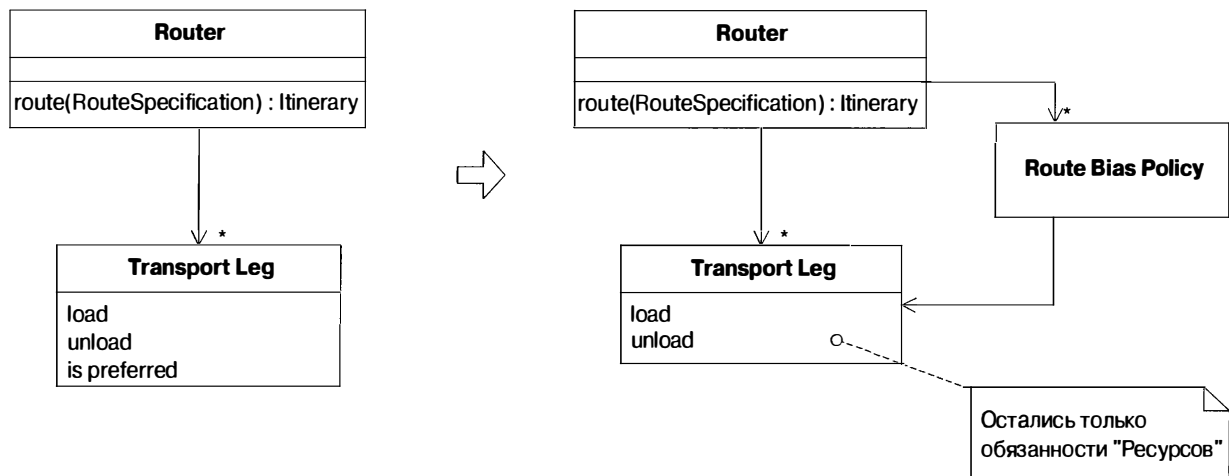 Router
route(RouteSpecification) : Itinerary
*
Transport Leg
load
unload
is preferred
Router
route(RouteSpecification) : Itinerary
*
Route Bias Policy
*
Transport Leg
load
unload
Остались только
обязанности "Ресурсов"